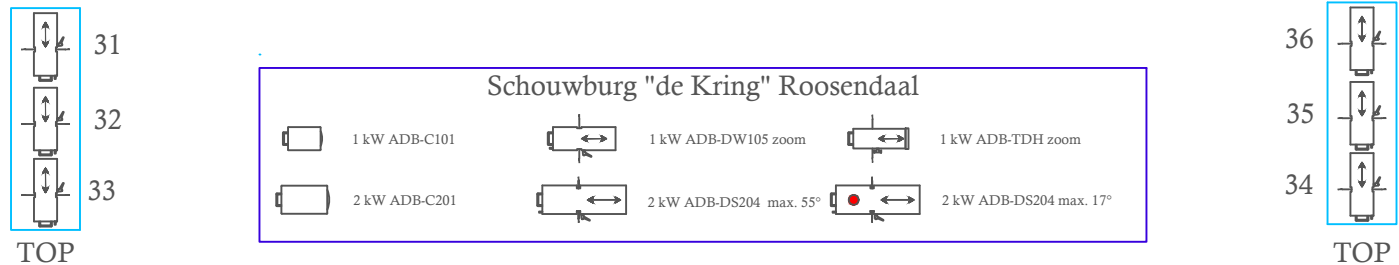 31
32
33
TOP
Schouwburg "de Kring" Roosendaal
1 kW ADB-C101
1 kW ADB-DW105 zoom
1 kW ADB-TDH zoom
2 kW ADB-C201
2 kW ADB-DS204 max. 55°
2 kW ADB-DS204 max. 17°
36
35
34
TOP